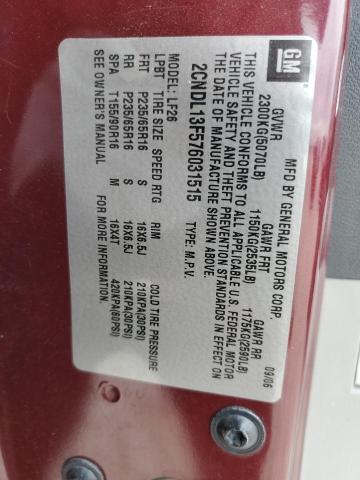 GM
MFD BY GENERAL MOTORS CORP.
09/06
GVWR GAWR FRT GAWR RR
2300KG(5070LB) 1150KG(2535LB) 1175KG(2590LB)
THIS VEHICLE CONFORMS TO ALL APPLICABLE U.S. FEDERAL MOTOR
VEHICLE SAFETY AND THEFT PREVENTION STANDARDS IN EFFECT ON
THE DATE OF MANUFACTURE SHOWN ABOVE.
2CNDL13F576031515 TYPE: M.P.V.
MODEL: LF26
LPBT TIRE SIZE SPEED RTG RIM COLD TIRE PRESSURE
FRT P235/65R16 S 16X6.5J 210KPA(30PSI)
RR P235/65R16 S 16X6.5J 210KPA(30PSI)
SPA T155/90R16 M 16X4T 420KPA(60PSI)
SEE OWNER'S MANUAL FOR MORE INFORMATION.